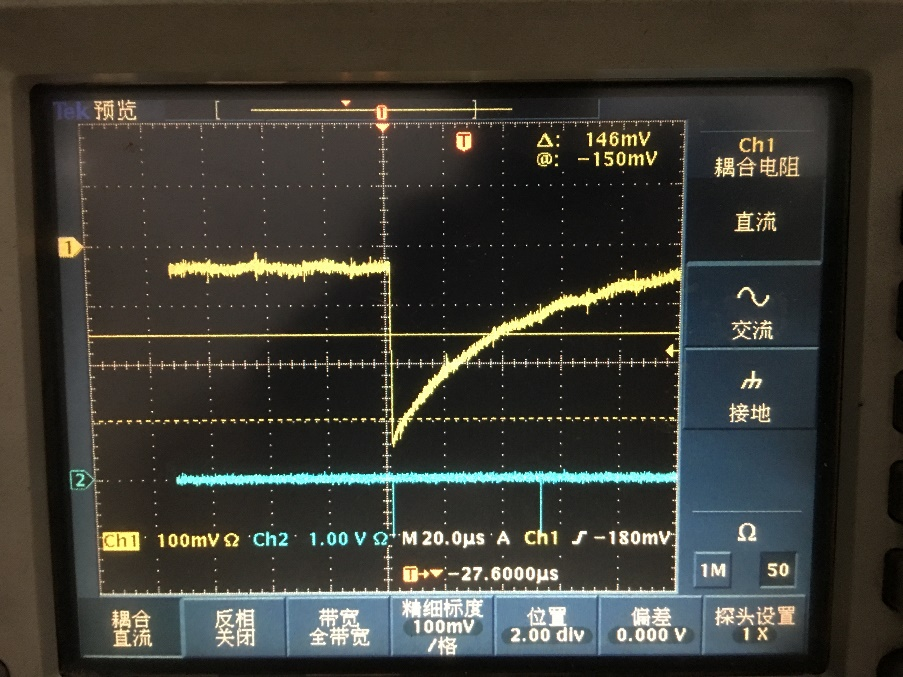 Tek 预览
T
Δ: 146mV
@: −150mV
Ch1
耦合电阻
直流
交流
接地
Ω
1M 50
1
2
Ch1 100mVΩ Ch2 1.00 V Ω M 20.0μs A Ch1 ∫ −180mV
T→▼−27.6000μs
耦合
直流
反相
关闭
带宽
全带宽
精细标度
100mV
/格
位置
2.00 div
偏差
0.000 V
探头设置
1 X